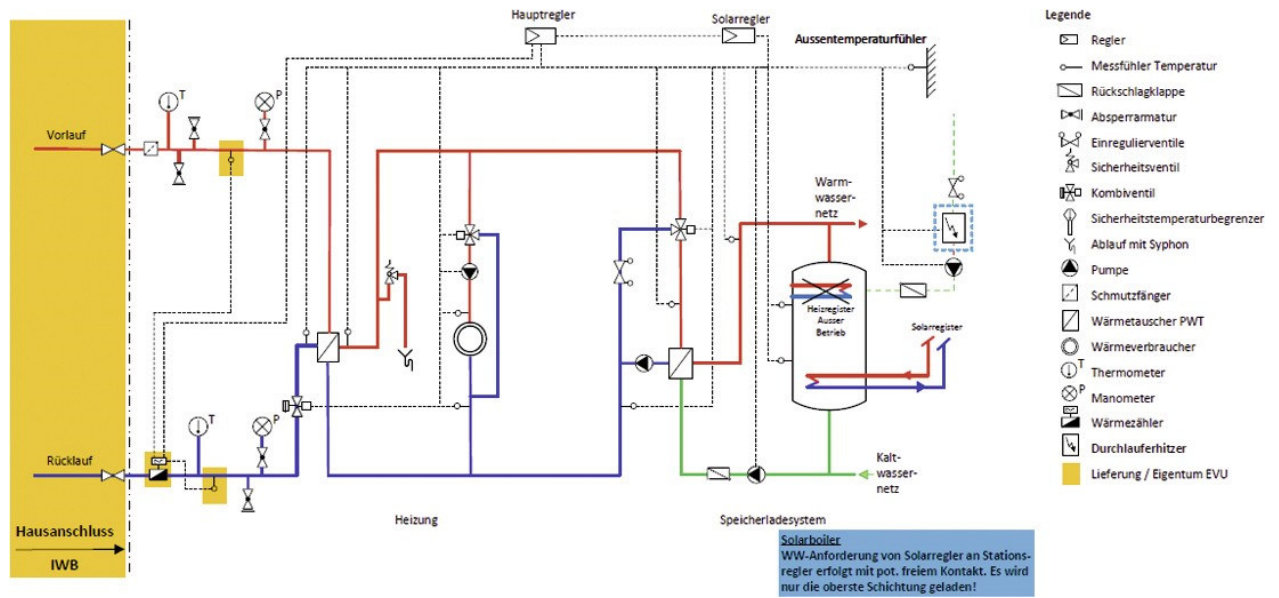 Hauptregler
Solarregler
Aussentemperaturfühler
T
P
Vorlauf
Warm-
wasser-
netz
Heizregister
Ausser
Betrieb
Solarregister
T
P
Rücklauf
Kalt-
wasser-
netz
Hausanschluss
IWB
Heizung
Speicherladesystem
Solarboiler
WW-Anforderung von Solarregler an Stations-
regler erfolgt mit pot. freiem Kontakt. Es wird
nur die oberste Schichtung geladen!
Legende
Regler
Messfühler Temperatur
Rückschlagklappe
Absperrarmatur
Einregulierventile
Sicherheitsventil
Kombiventil
Sicherheitstemperaturbegrenzer
Ablauf mit Syphon
Pumpe
Schmutzfänger
Wärmetauscher PWT
Wärmeverbraucher
T
Thermometer
P
Manometer
Wärmezähler
Durchlauferhitzer
Lieferung / Eigentum EVU